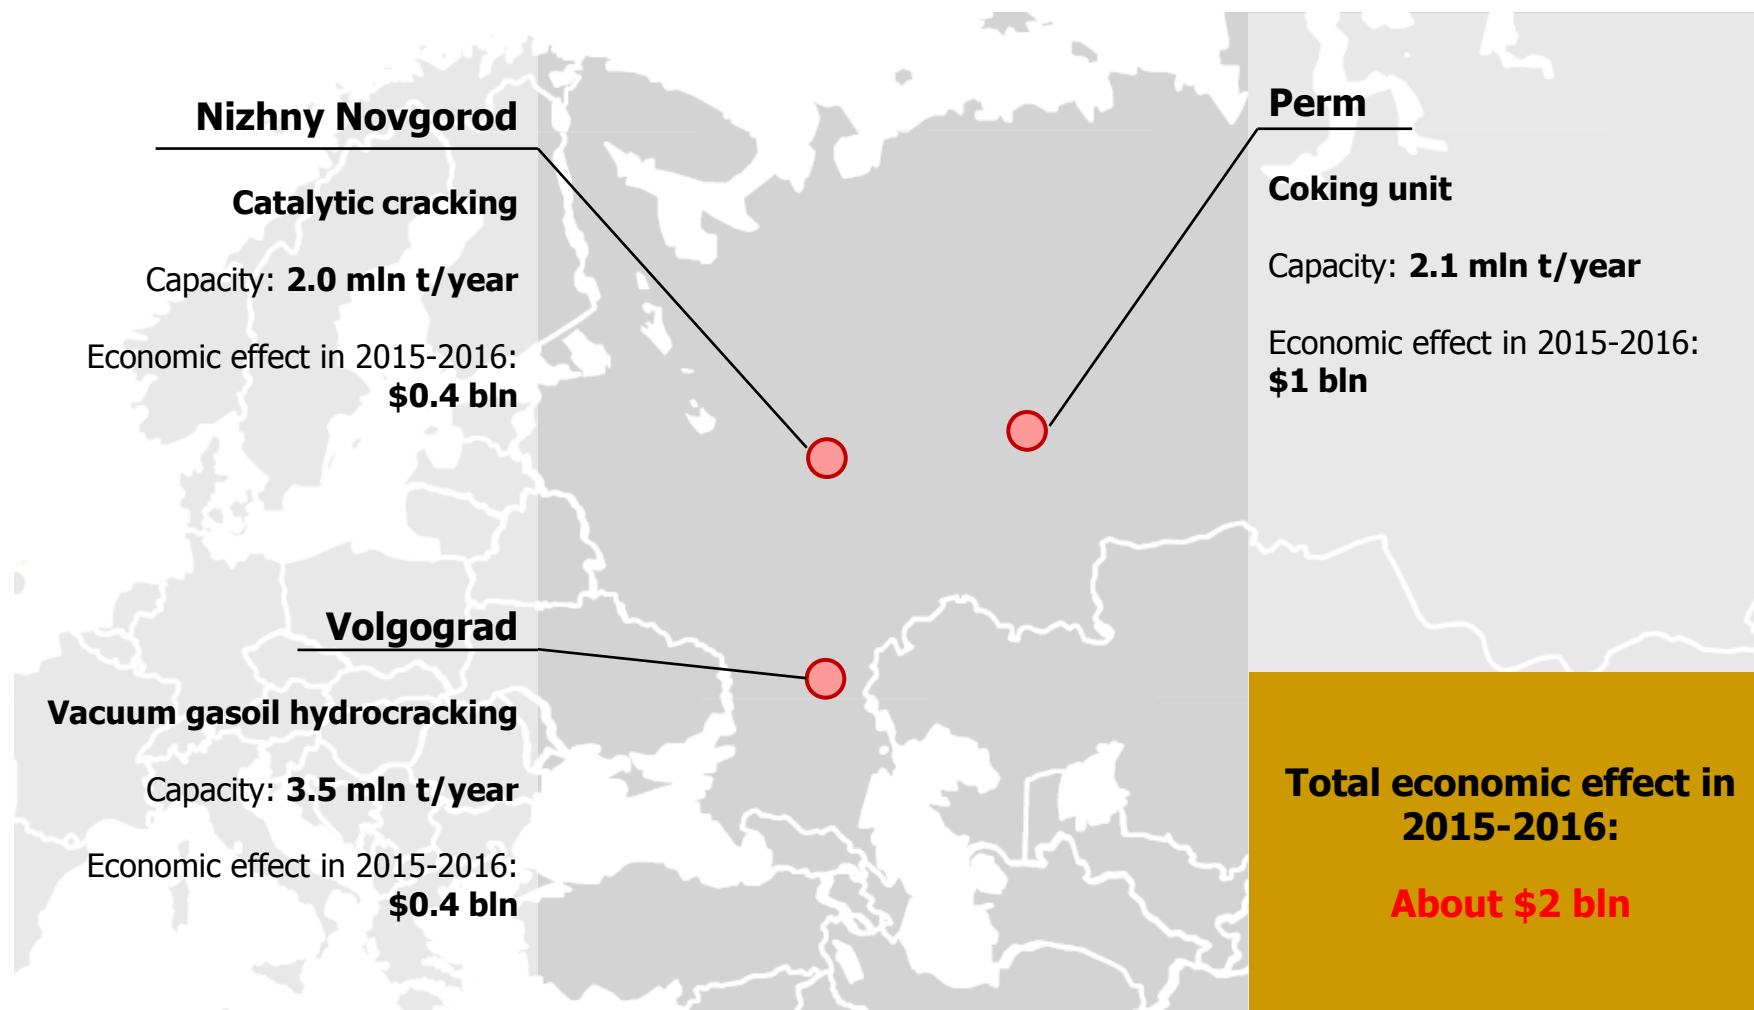 Nizhny Novgorod
Catalytic cracking
Capacity: 2.0 mln t/year
Economic effect in 2015-2016:
$0.4 bln
Perm
Coking unit
Capacity: 2.1 mln t/year
Economic effect in 2015-2016:
$1 bln
Volgograd
Vacuum gasoil hydrocracking
Capacity: 3.5 mln t/year
Economic effect in 2015-2016:
$0.4 bln
Total economic effect in
2015-2016:
About $2 bln